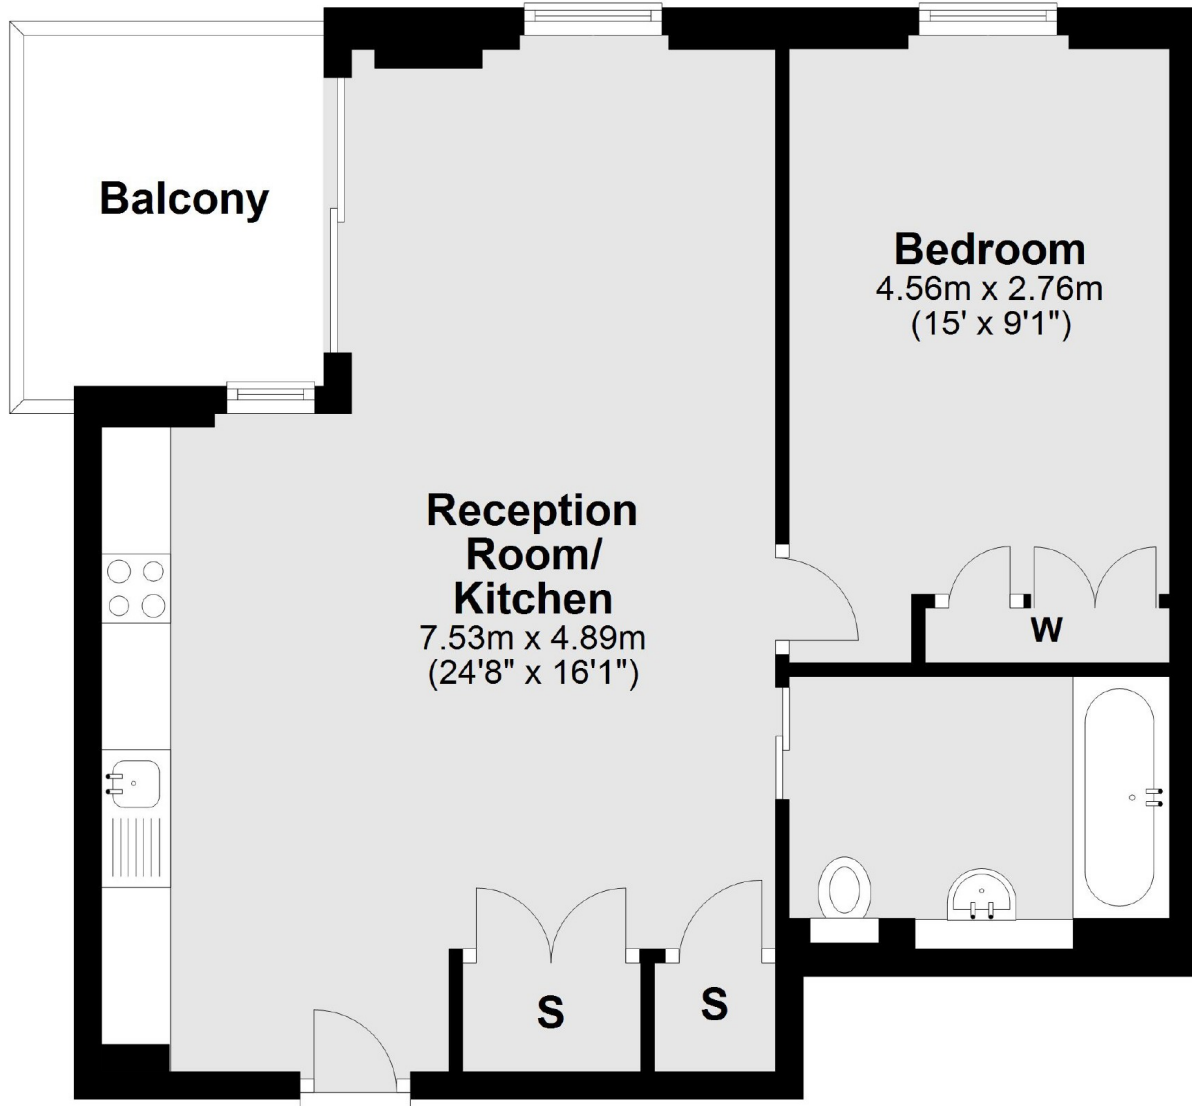 Balcony
Bedroom
4.56m x 2.76m
(15' x 9'1")
Reception
Room/
Kitchen
7.53m x 4.89m
(24'8" x 16'1")
W
S
S